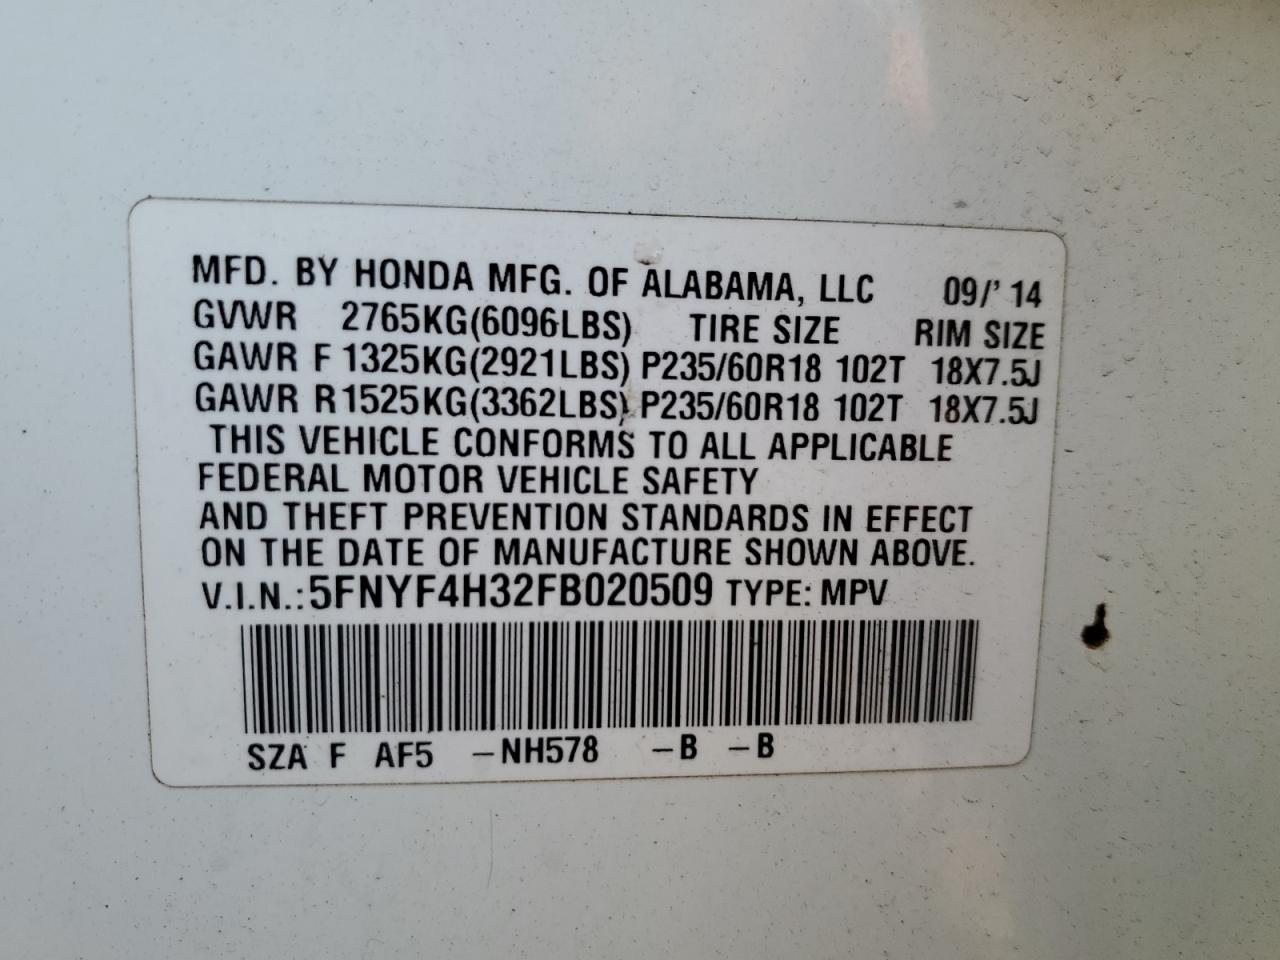 MFD. BY HONDA MFG. OF ALABAMA, LLC 09/' 14
GVWR 2765KG(6096LBS) TIRE SIZE RIM SIZE
GAWR F 1325KG(2921LBS) P235/60R18 102T 18X7.5J
GAWR R1525KG(3362LBS) P235/60R18 102T 18X7.5J
THIS VEHICLE CONFORMS TO ALL APPLICABLE
FEDERAL MOTOR VEHICLE SAFETY
AND THEFT PREVENTION STANDARDS IN EFFECT
ON THE DATE OF MANUFACTURE SHOWN ABOVE.
V.I.N.:5FNYF4H32FB020509 TYPE: MPV
SZA F AF5 –NH578 –B –B